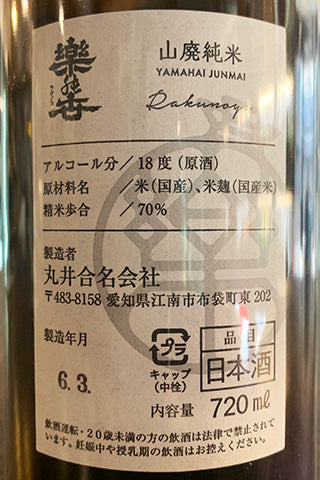 楽の世
山廃純米
YAMAHAI JUNMAI
アルコール分／18度（原酒）
原材料名／米（国産）、米麹（国産米）
精米歩合／70%
製造者
丸井合名会社
〒483-8158 愛知県江南市布袋町東202
製造年月
6.3.
プラ
キャップ
（中栓）
品目
日本酒
内容量 720ml
飲酒運転・20歳未満の方の飲酒は法律で禁止されて
います。妊娠中や授乳期の飲酒はお控えください。